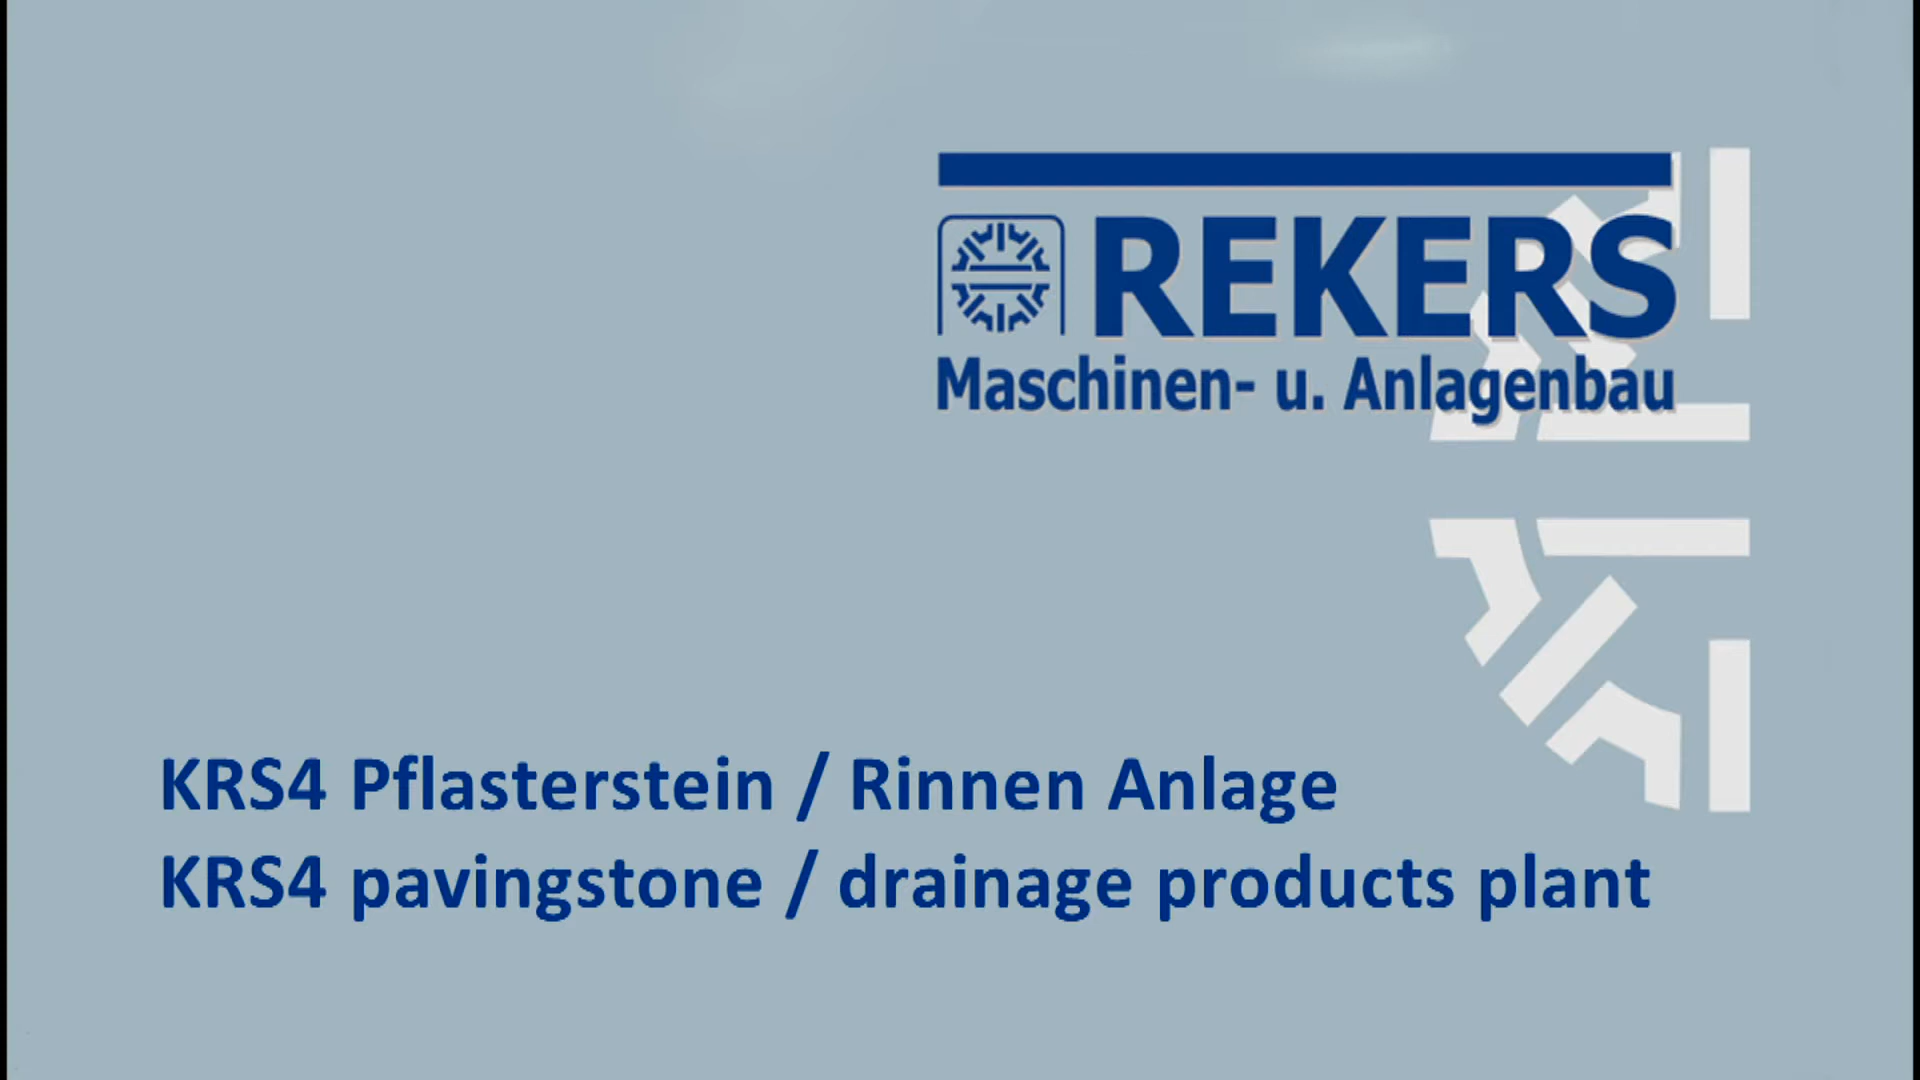 REKERS
Maschinen- u. Anlagenbau
KRS4 Pflasterstein / Rinnen Anlage
KRS4 pavingstone / drainage products plant